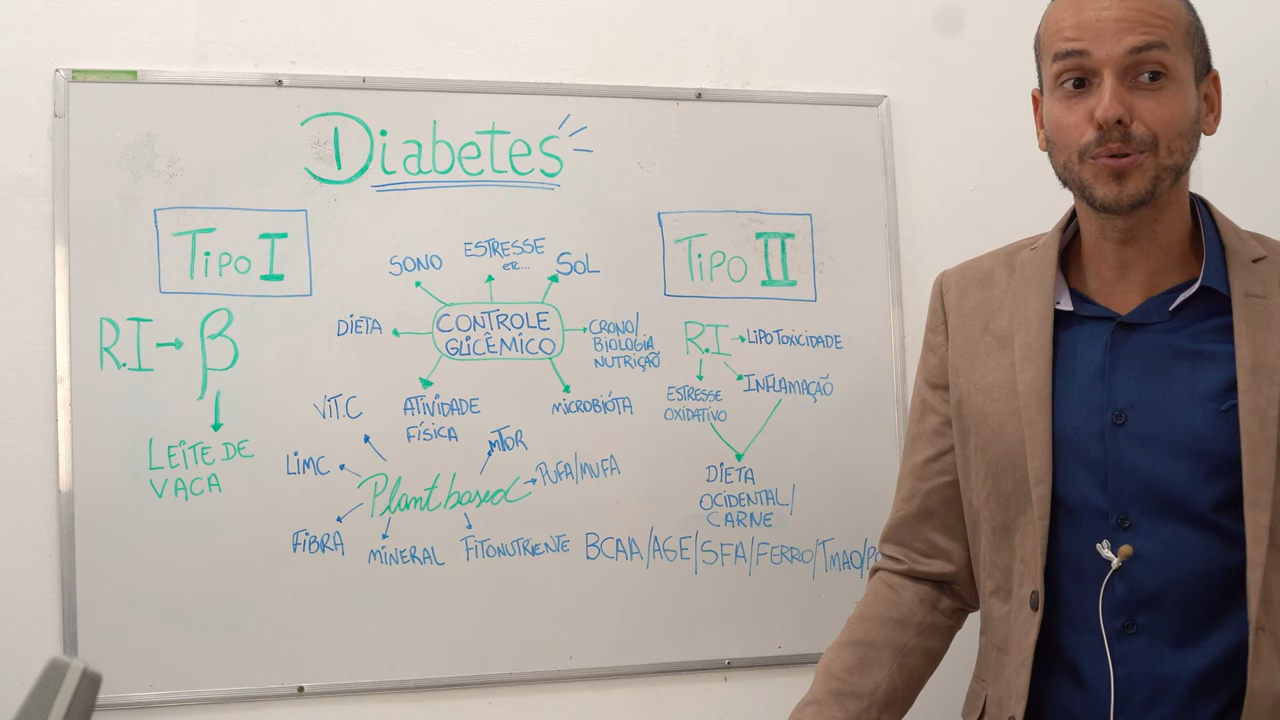 Diabetes
TIPO I
R.I → β
LEITE DE
VACA
SONO
ESTRESSE
SOL
DIETA
CONTROLE
GLICÊMICO
CRONO/
BIOLOGIA
NUTRIÇÃO
ATIVIDADE
FÍSICA
MICROBIÓTA
VIT.C
LIMC
MTOR
Plant based
PUFA/MUFA
FIBRA
MINERAL
FITONUTRIENTE
TIPO II
R.I
LIPOTOXICIDADE
ESTRESSE
OXIDATIVO
INFLAMAÇÃO
DIETA
OCIDENTAL/
CARNE
BCAA/AGE/SFA/FERRO/TMAO/